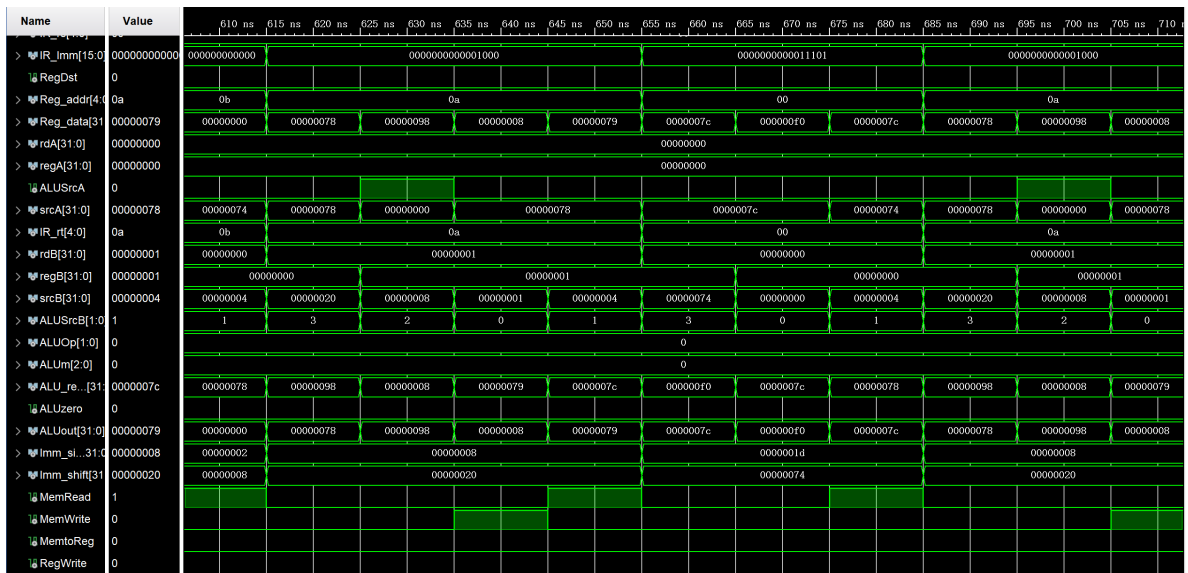 Name Value 610 ns 615 ns 620 ns 625 ns 630 ns 635 ns 640 ns 645 ns 650 ns 655 ns 660 ns 665 ns 670 ns 675 ns 680 ns 685 ns 690 ns 695 ns 700 ns 705 ns 710
IR_Imm[15:0] 000000000000 000000000000 0000000000001000 0000000000011101 0000000000001000
RegDst 0
Reg_addr[4:0 0a 0b 0a 00 0a
Reg_data[31 00000079 00000000 00000078 00000098 00000008 00000079 0000007c 000000f0 0000007c 00000078 00000098 00000008
rdA[31:0] 00000000 00000000
regA[31:0] 00000000 00000000
ALUSrcA 0
srcA[31:0] 00000078 00000074 00000078 00000000 00000078 0000007c 00000074 00000078 00000000 00000078
IR_rt[4:0] 0a 0b 0a 00 0a
rdB[31:0] 00000001 00000000 00000001 00000000 00000001
regB[31:0] 00000001 00000000 00000001 00000000 00000001
srcB[31:0] 00000004 00000004 00000020 00000008 00000001 00000004 00000074 00000000 00000004 00000020 00000008 00000001
ALUSrcB[1:0 1 1 3 2 0 1 3 0 1 3 2 0
ALUOp[1:0] 0 0
ALUm[2:0] 0 0
ALU_re...[31: 0000007c 00000078 00000098 00000008 00000079 0000007c 000000f0 0000007c 00000078 00000098 00000008 00000079
ALUzero 0
ALUout[31:0] 00000079 00000000 00000078 00000098 00000008 00000079 0000007c 000000f0 0000007c 00000078 00000098 00000008
Imm_si...31:0 00000008 00000002 00000008 0000001d 00000008
Imm_shift[31 00000020 00000008 00000020 00000074 00000020
MemRead 1
MemWrite 0
MemtoReg 0
RegWrite 0